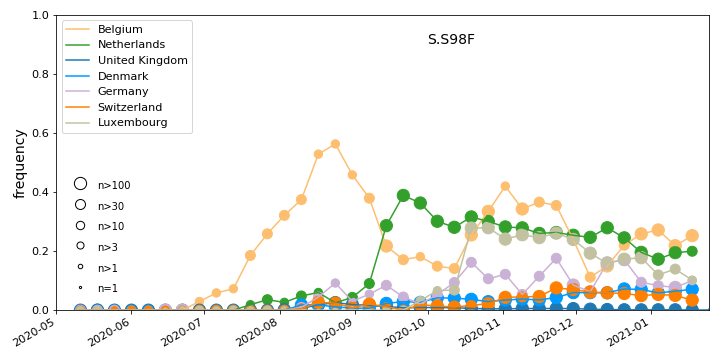 1.0
0.8
0.6
0.4
0.2
0.0
frequency
Belgium
Netherlands
United Kingdom
Denmark
Germany
Switzerland
Luxembourg
S.S98F
n>100
n>30
n>10
n>3
n>1
n=1
2020-05
2020-06
2020-07
2020-08
2020-09
2020-10
2020-11
2020-12
2021-01